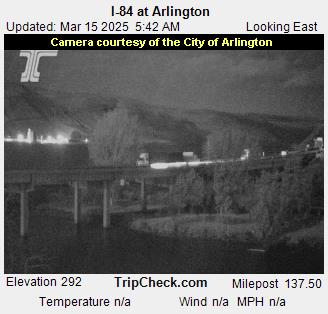 I-84 at Arlington
Updated: Mar 15 2025 5:42 AM Looking East
Camera courtesy of the City of Arlington
Elevation 292 TripCheck.com Milepost 137.50
Temperature n/a Wind n/a MPH n/a